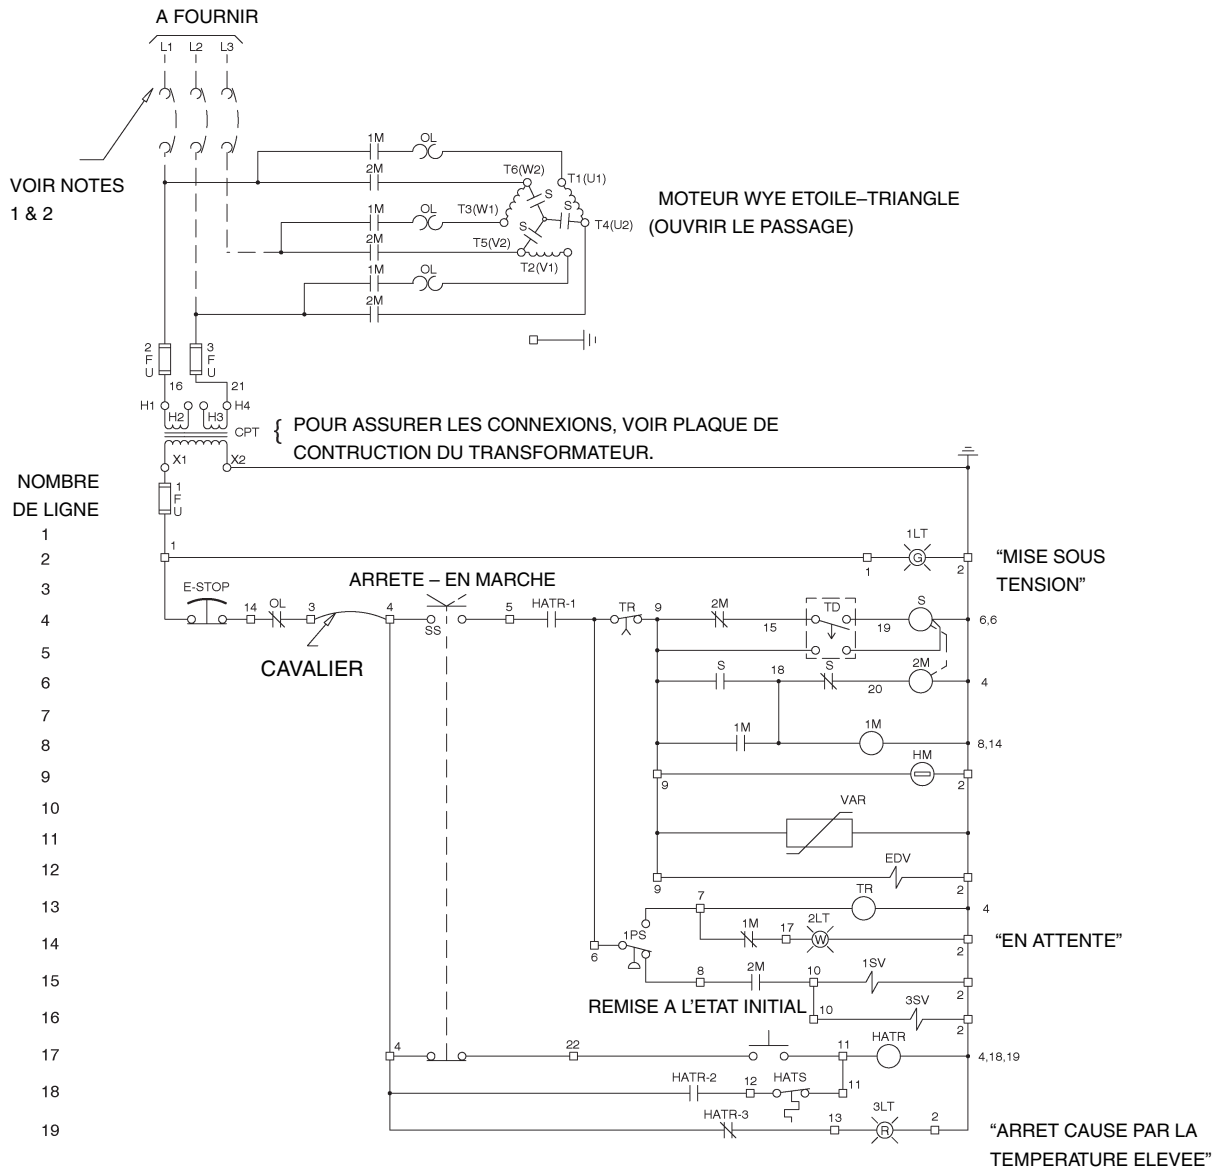 A FOURNIR
L1 L2 L3
VOIR NOTES
1 & 2
1M OL
2M
T6(W2) T1(U1)
S
S
1M OL T3(W1) T4(U2)
S
2M T5(V2)
T2(V1)
1M OL
2M
MOTEUR WYE ETOILE–TRIANGLE
(OUVRIR LE PASSAGE)
2 F U
3 F U
16 21
H1 H2 H3 H4
CPT
{ POUR ASSURER LES CONNEXIONS, VOIR PLAQUE DE
CONTRUCTION DU TRANSFORMATEUR.
X1 X2
1 F U
NOMBRE
DE LIGNE
1
2 1 1 1LT G 2 “MISE SOUS
TENSION”
3 E-STOP ARRETE – EN MARCHE
4 14 OL 3 4 SS 5 HATR-1 TR 9 2M 15 TD 19 S 6,6
CAVALIER
5
6 S 18 S 20 2M 4
7
8 1M 1M 8,14
9 9 HM 2
10 VAR
11
12 9 EDV 2
13 7 TR 4
14 6 1PS 1M 17 2LT W 2 “EN ATTENTE”
15 8 2M 10 1SV 2
REMISE A L’ETAT INITIAL
16 10 3SV 2
17 4 22 11 HATR 4,18,19
18 HATR-2 12 HATS 11
19 HATR-3 13 3LT R 2 “ARRET CAUSE PAR LA
TEMPERATURE ELEVEE”